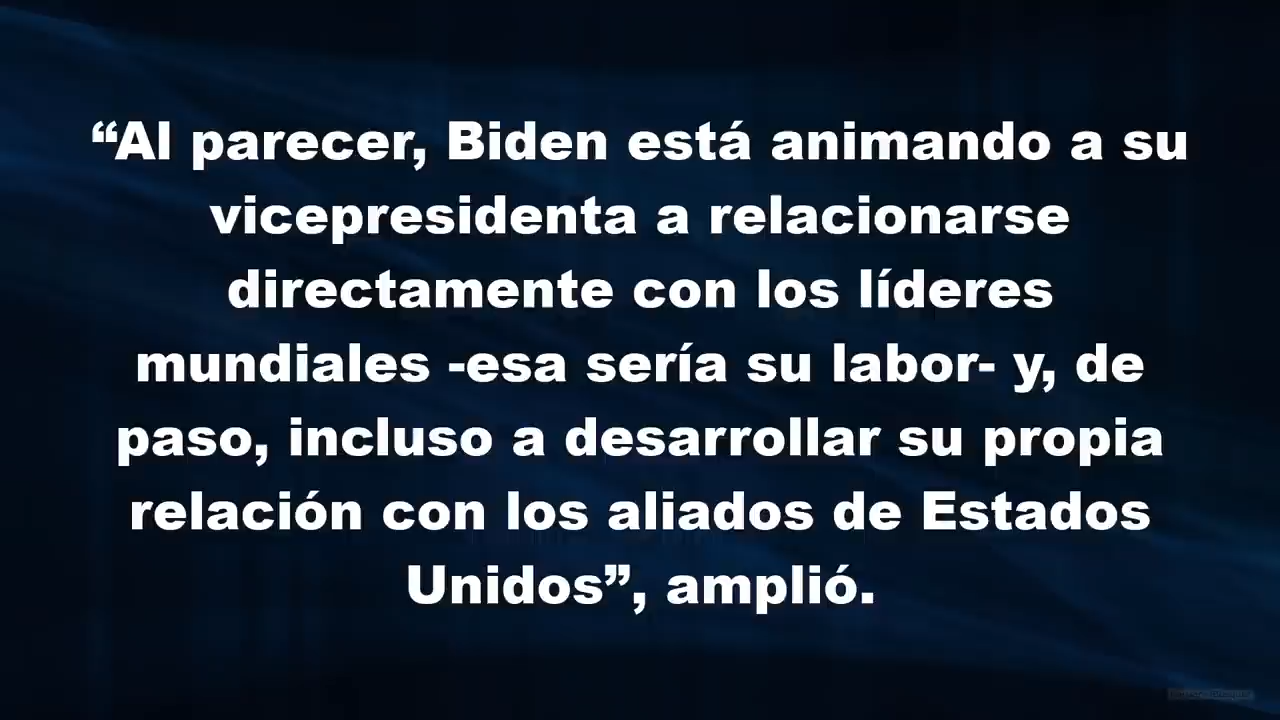 “Al parecer, Biden está animando a su
vicepresidenta a relacionarse
directamente con los líderes
mundiales -esa sería su labor- y, de
paso, incluso a desarrollar su propia
relación con los aliados de Estados
Unidos”, amplió.